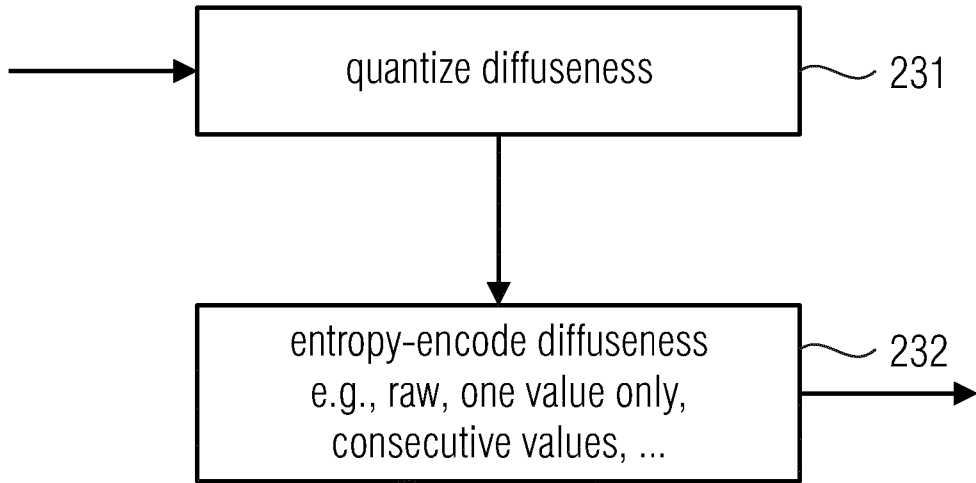 quantize diffuseness
231
entropy-encode diffuseness
e.g., raw, one value only,
consecutive values, ...
232